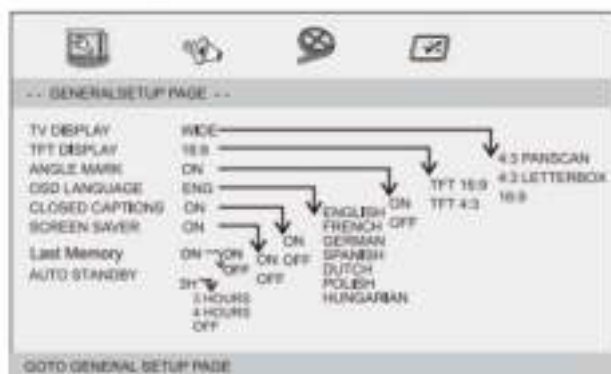 - - GENERALSETUP PAGE - -
TV DISPLAY WIDE
TFT DISPLAY 16:9
ANGLE MARK ON
OSD LANGUAGE ENG
CLOSED CAPTIONS ON
SCREEN SAVER ON
Last Memory ON
AUTO STANDBY 3H
4:3 PANSCAN
4:3 LETTERBOX
16:9
TFT 16:9
TFT 4:3
ON
OFF
ENGLISH
FRENCH
GERMAN
SPANISH
DUTCH
POLISH
HUNGARIAN
ON
OFF
ON
OFF
ON
OFF
3 HOURS
4 HOURS
OFF
GOTO GENERAL SETUP PAGE